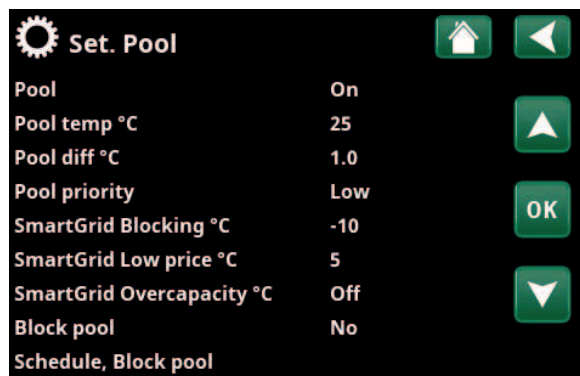 Set. Pool
Pool On
Pool temp °C 25
Pool diff °C 1.0
Pool priority Low
SmartGrid Blocking °C -10
SmartGrid Low price °C 5
SmartGrid Overcapacity °C Off
Block pool No
Schedule, Block pool
OK